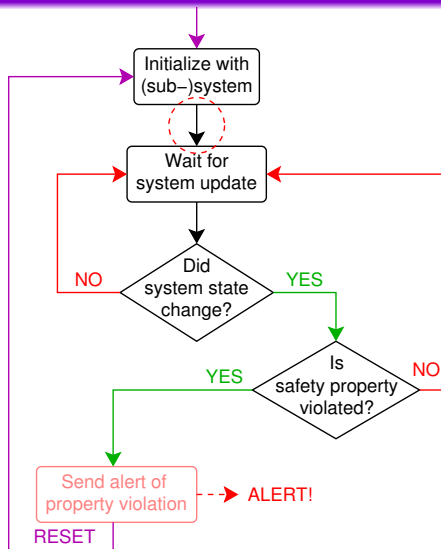 Initialize with
(sub-)system
Wait for
system update
Did
system state
change?
NO
YES
Is
safety property
violated?
YES
NO
Send alert of
property violation
ALERT!
RESET